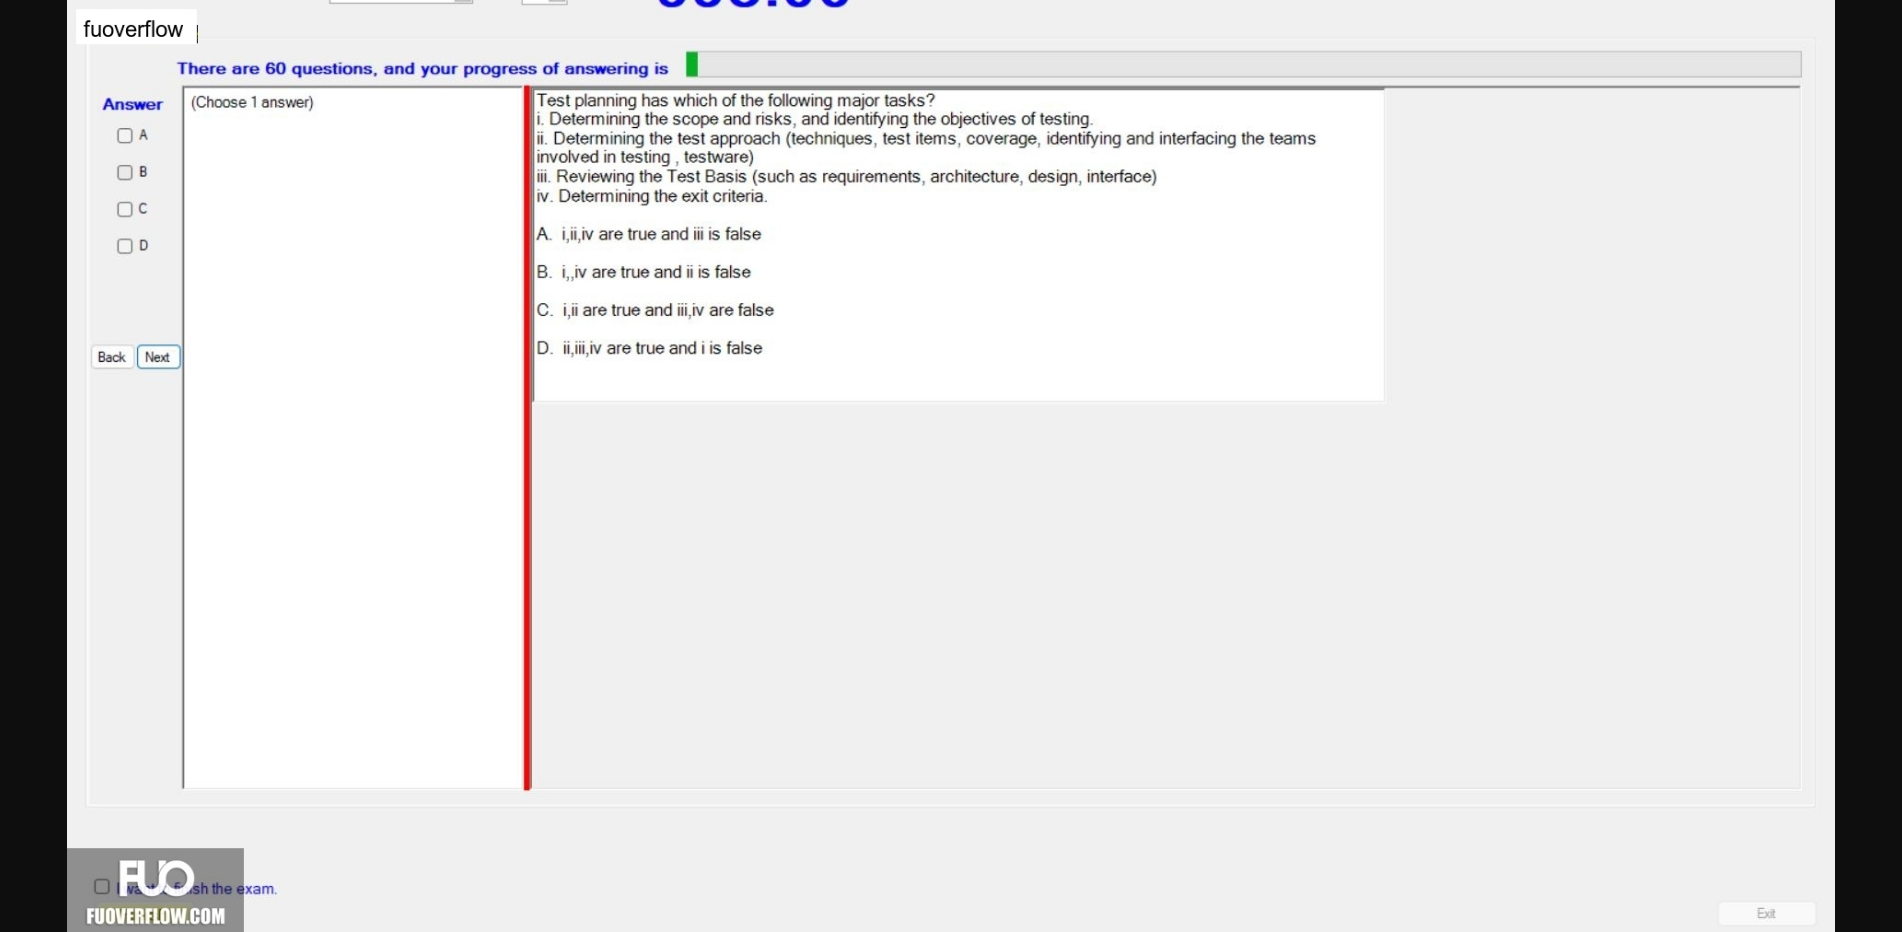 fuoverflow
There are 60 questions, and your progress of answering is
Answer
(Choose 1 answer)
A
B
C
D
Back Next
Test planning has which of the following major tasks?
i. Determining the scope and risks, and identifying the objectives of testing.
ii. Determining the test approach (techniques, test items, coverage, identifying and interfacing the teams
involved in testing , testware)
iii. Reviewing the Test Basis (such as requirements, architecture, design, interface)
iv. Determining the exit criteria.
A. i,ii,iv are true and iii is false
B. i,,iv are true and ii is false
C. i,ii are true and iii,iv are false
D. ii,iii,iv are true and i is false
FUO
I the exam.
FUOVERFLOW.COM
Exit